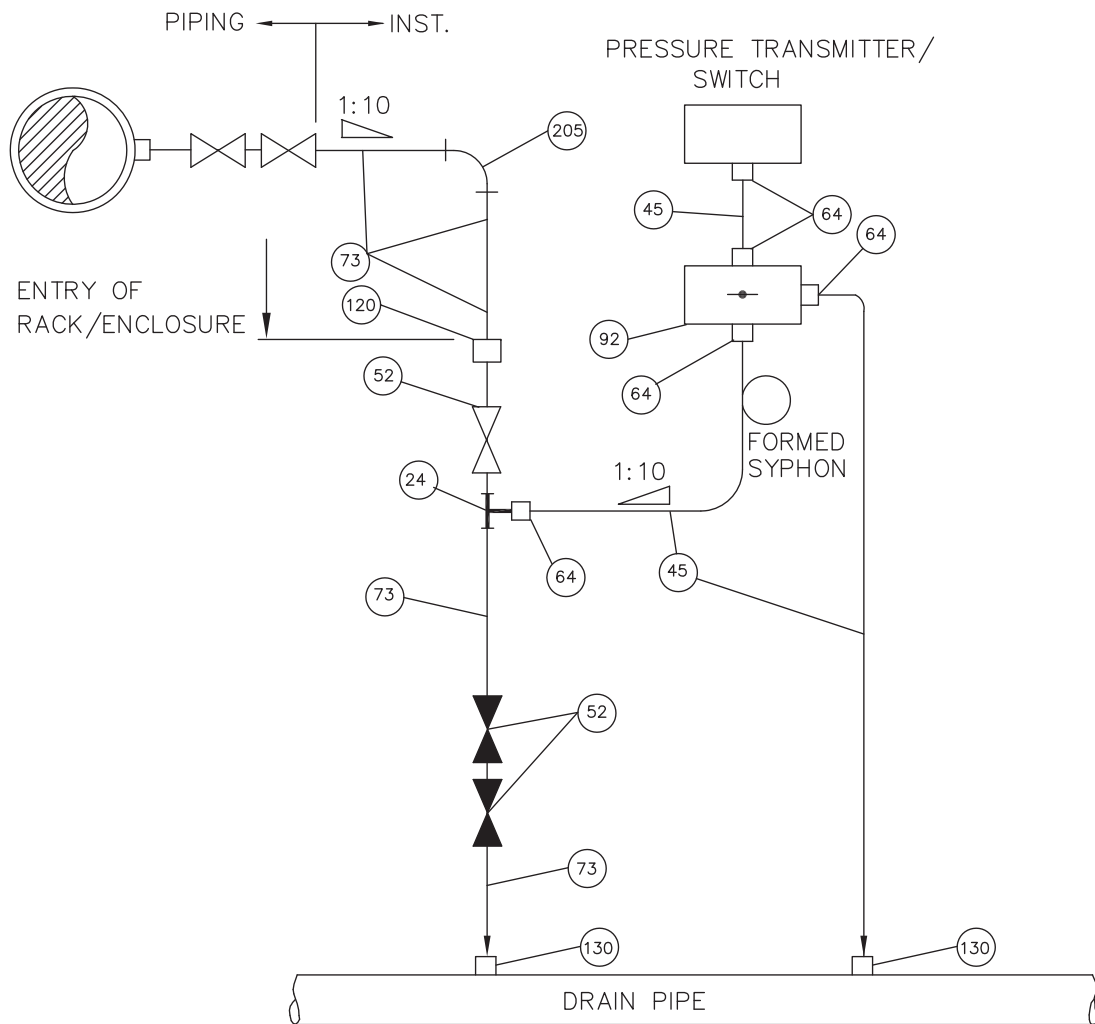 PIPING
INST.
PRESSURE TRANSMITTER/
SWITCH
1:10
205
45
64
64
73
ENTRY OF
RACK/ENCLOSURE
120
92
52
64
FORMED
SYPHON
1:10
24
64
45
73
52
73
130
130
DRAIN PIPE